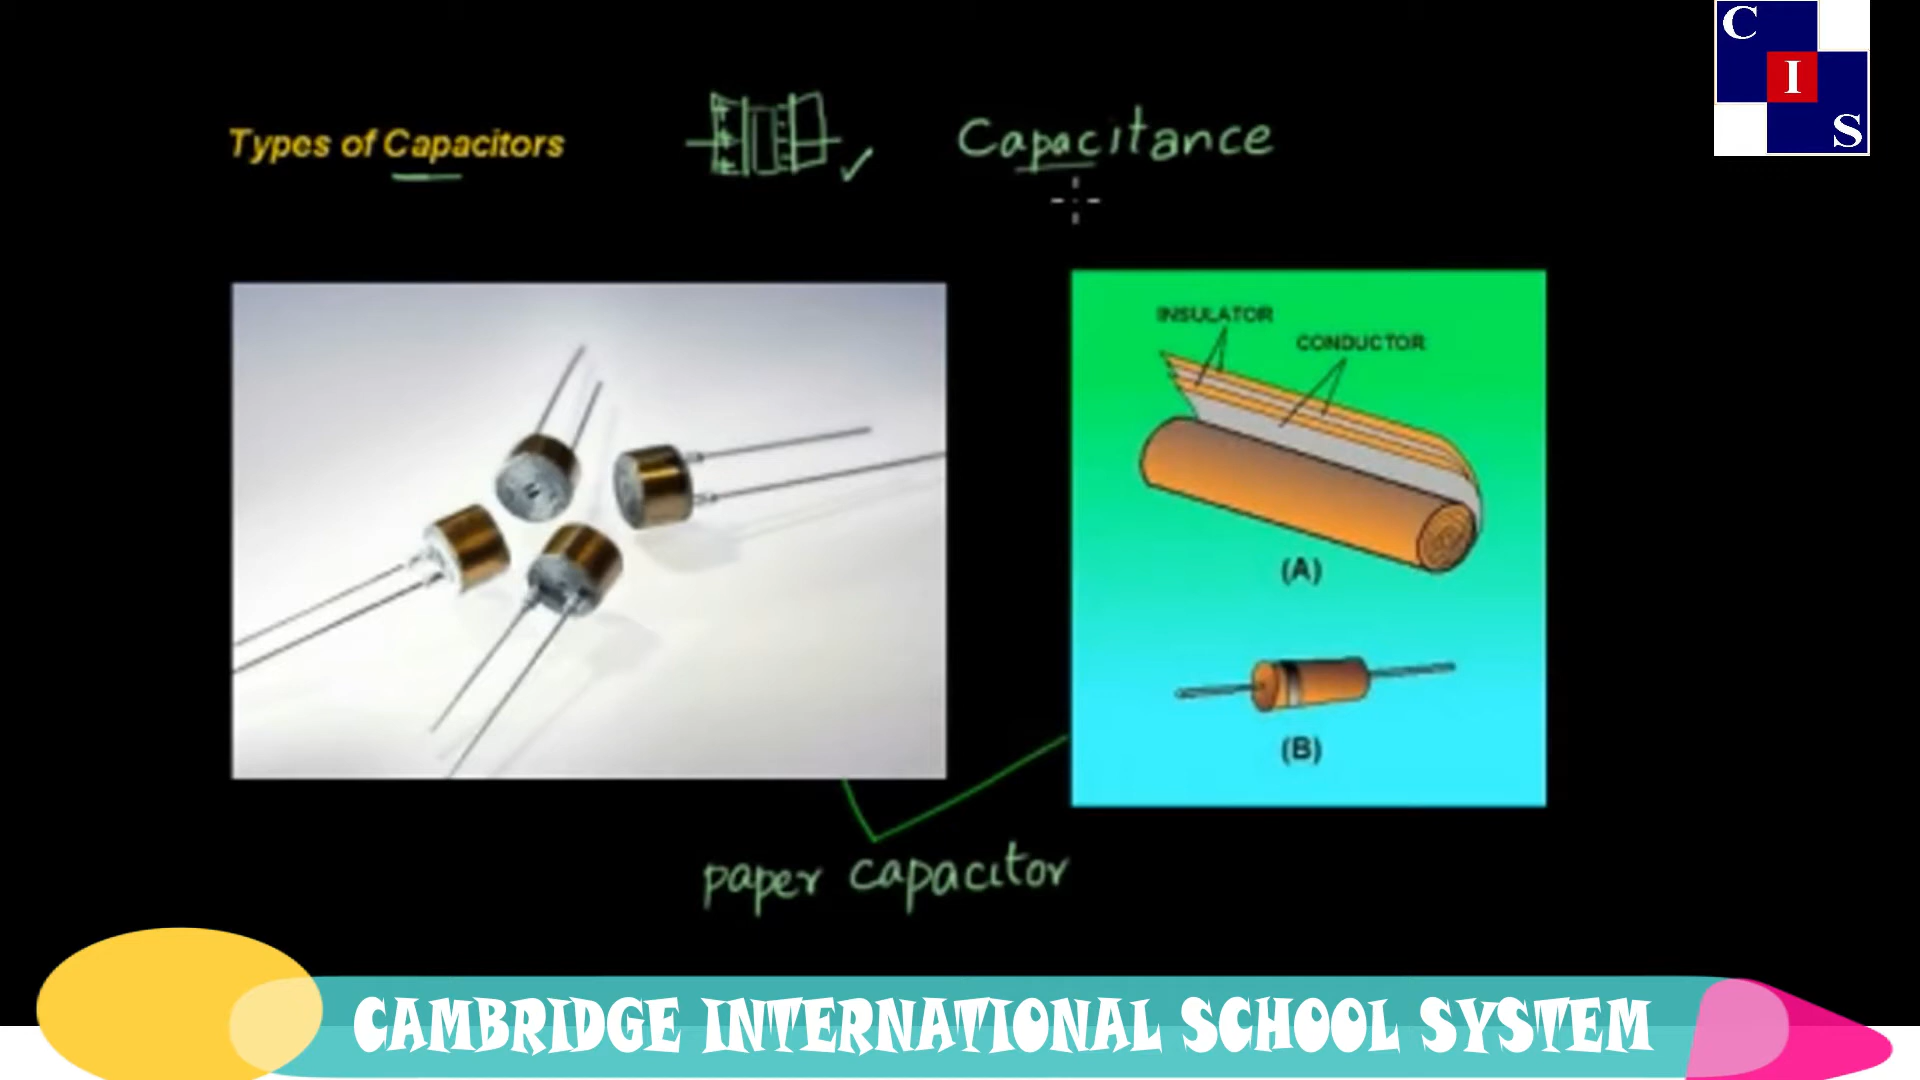 C
I
S
Types of Capacitors
Capacitance
INSULATOR
CONDUCTOR
(A)
(B)
paper capacitor
CAMBRIDGE INTERNATIONAL SCHOOL SYSTEM